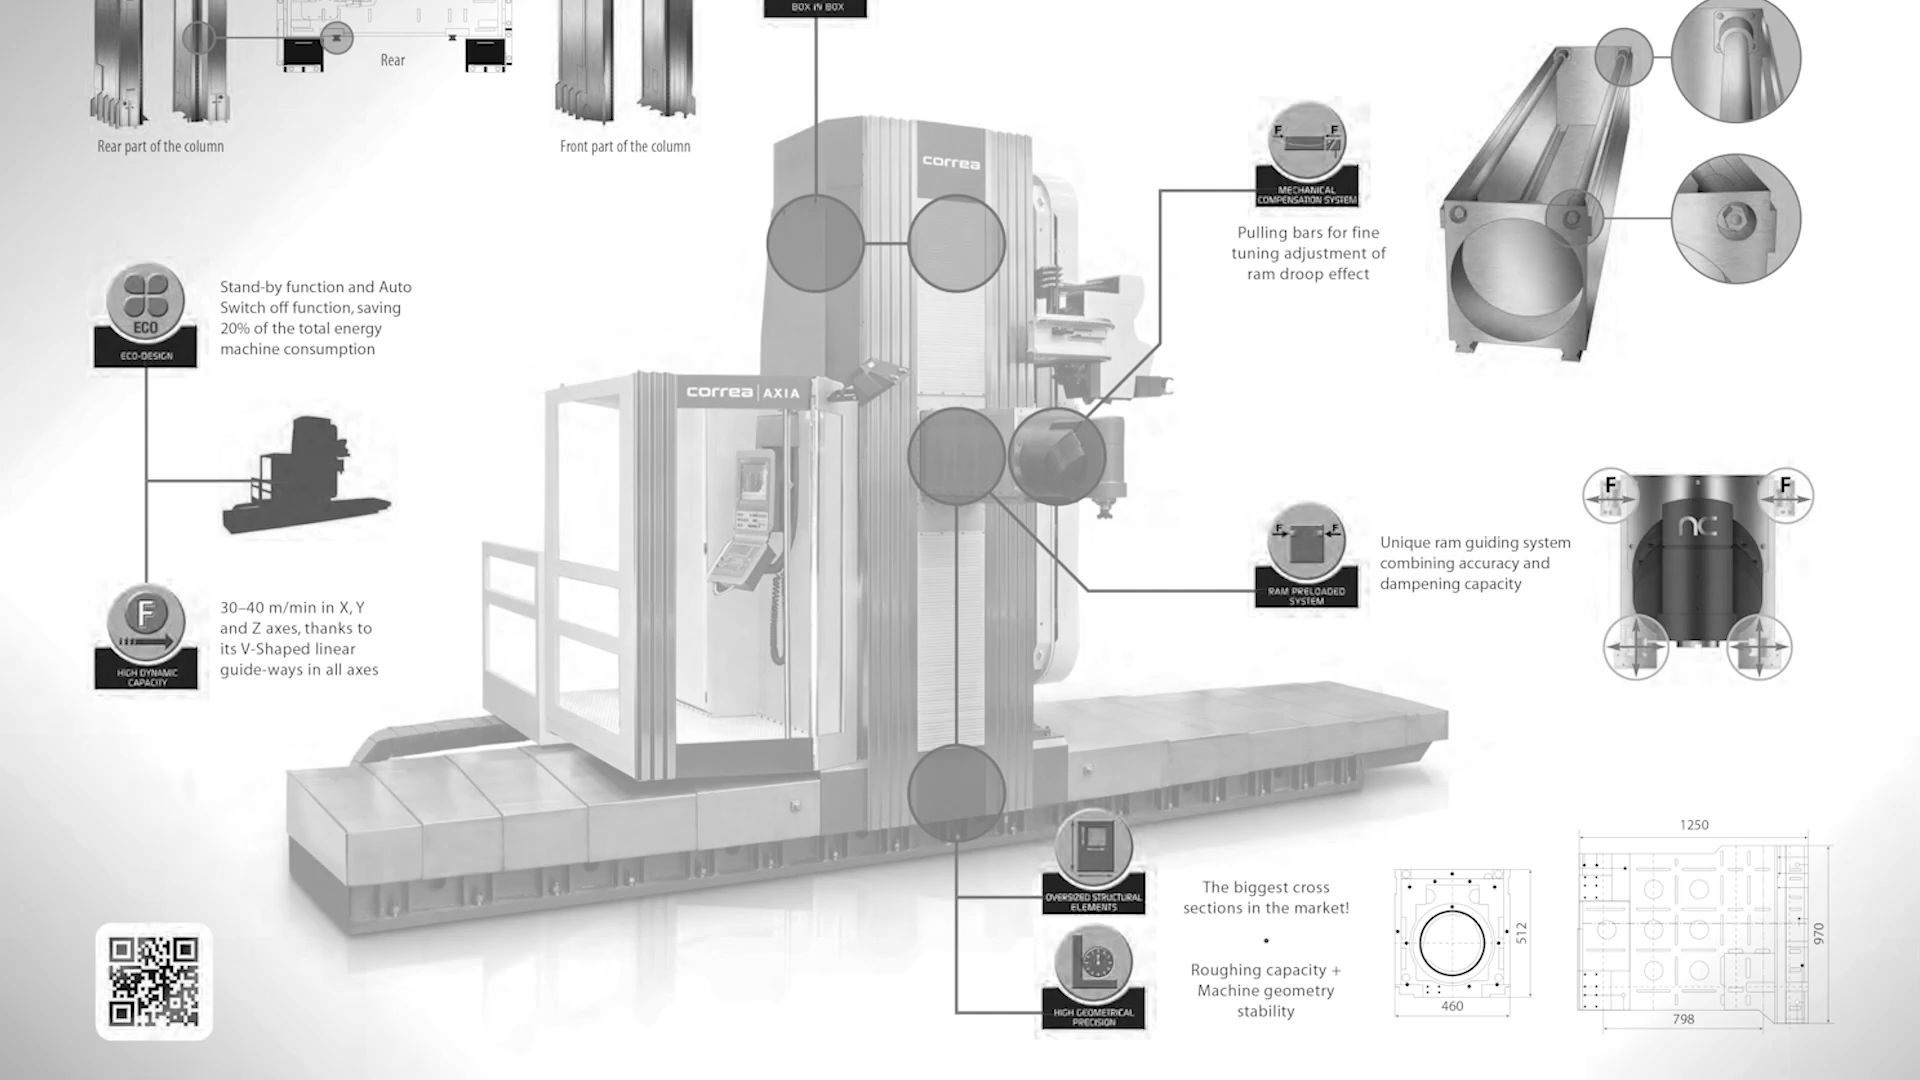 BOX IN BOX
Rear
Rear part of the column
Front part of the column
correa
F F
MECHANICAL
COMPENSATION SYSTEM
Pulling bars for fine
tuning adjustment of
ram droop effect
ECO
ECO-DESIGN
Stand-by function and Auto
Switch off function, saving
20% of the total energy
machine consumption
correa | AXIA
F
HIGH DYNAMIC
CAPACITY
30–40 m/min in X, Y
and Z axes, thanks to
its V-Shaped linear
guide-ways in all axes
F F
RAM PRELOADED
SYSTEM
Unique ram guiding system
combining accuracy and
dampening capacity
F F
nc
OVERSIZED STRUCTURAL
ELEMENTS
The biggest cross
sections in the market!
HIGH GEOMETRICAL
PRECISION
Roughing capacity +
Machine geometry
stability
512
460
1250
970
798